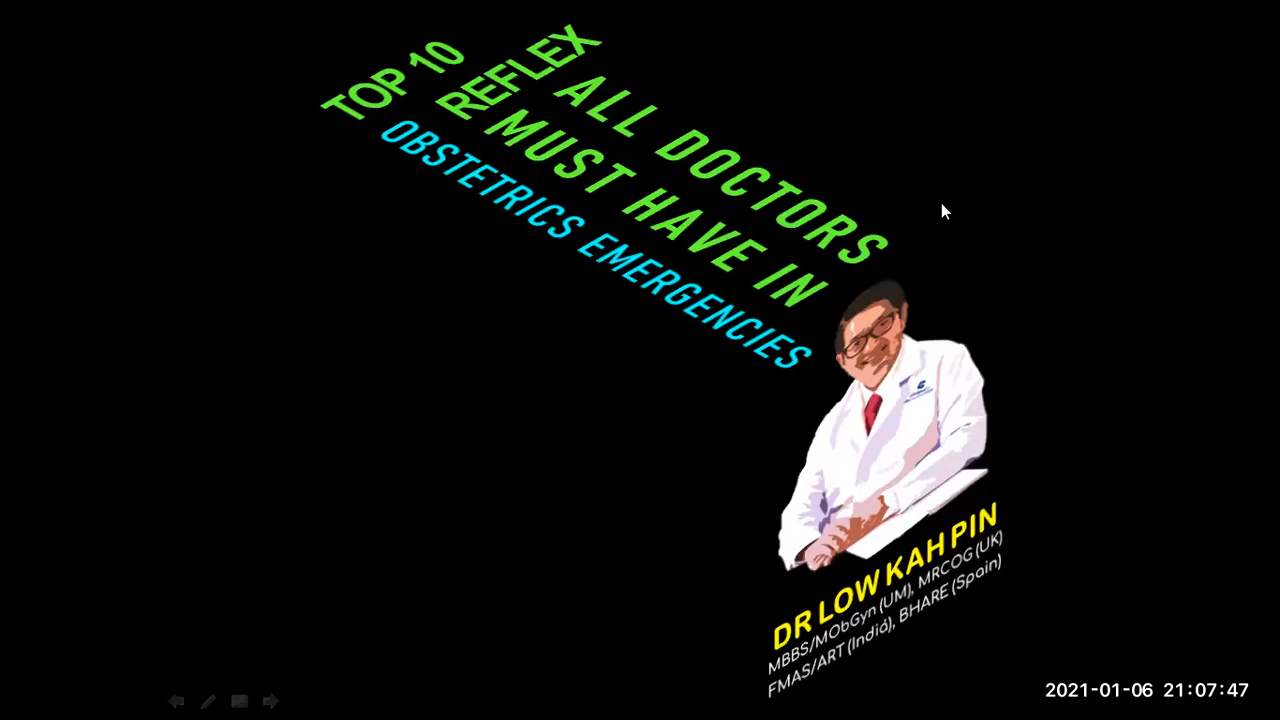 TOP 10
REFLEX
ALL DOCTORS
MUST HAVE IN
OBSTETRICS EMERGENCIES
DR LOW KAH PIN
MBBS/MObGyn (UM), MRCOG (UK)
FMAS/ART (India), BHARE (Spain)
2021-01-06 21:07:47